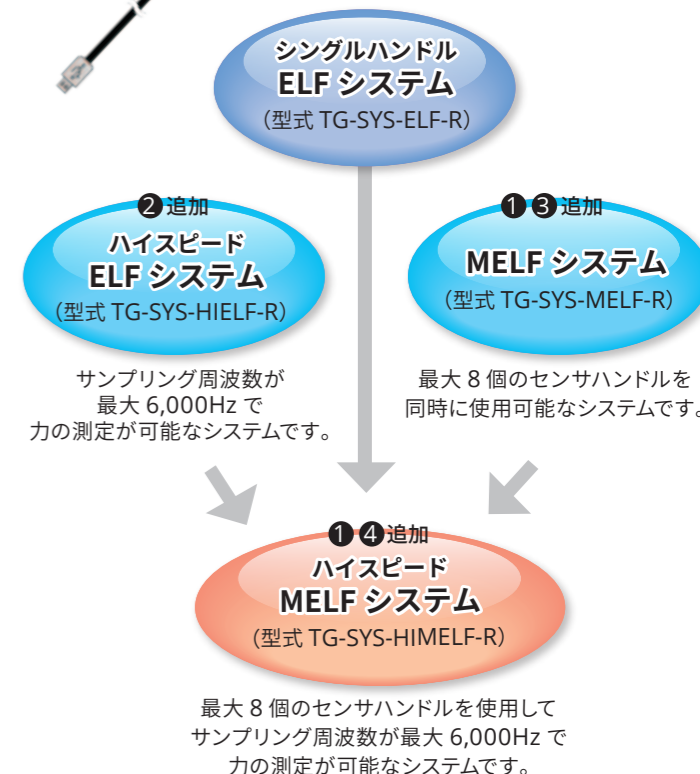 シングルハンドル
ELF システム
（型式 TG-SYS-ELF-R）
❷追加
ハイスピード
ELF システム
（型式 TG-SYS-HIELF-R）
サンプリング周波数が
最大 6,000Hz で
力の測定が可能なシステムです。
❶❸追加
MELF システム
（型式 TG-SYS-MELF-R）
最大 8 個のセンサハンドルを
同時に使用可能なシステムです。
❶❹追加
ハイスピード
MELF システム
（型式 TG-SYS-HIMELF-R）
最大 8 個のセンサハンドルを使用して
サンプリング周波数が最大 6,000Hz で
力の測定が可能なシステムです。